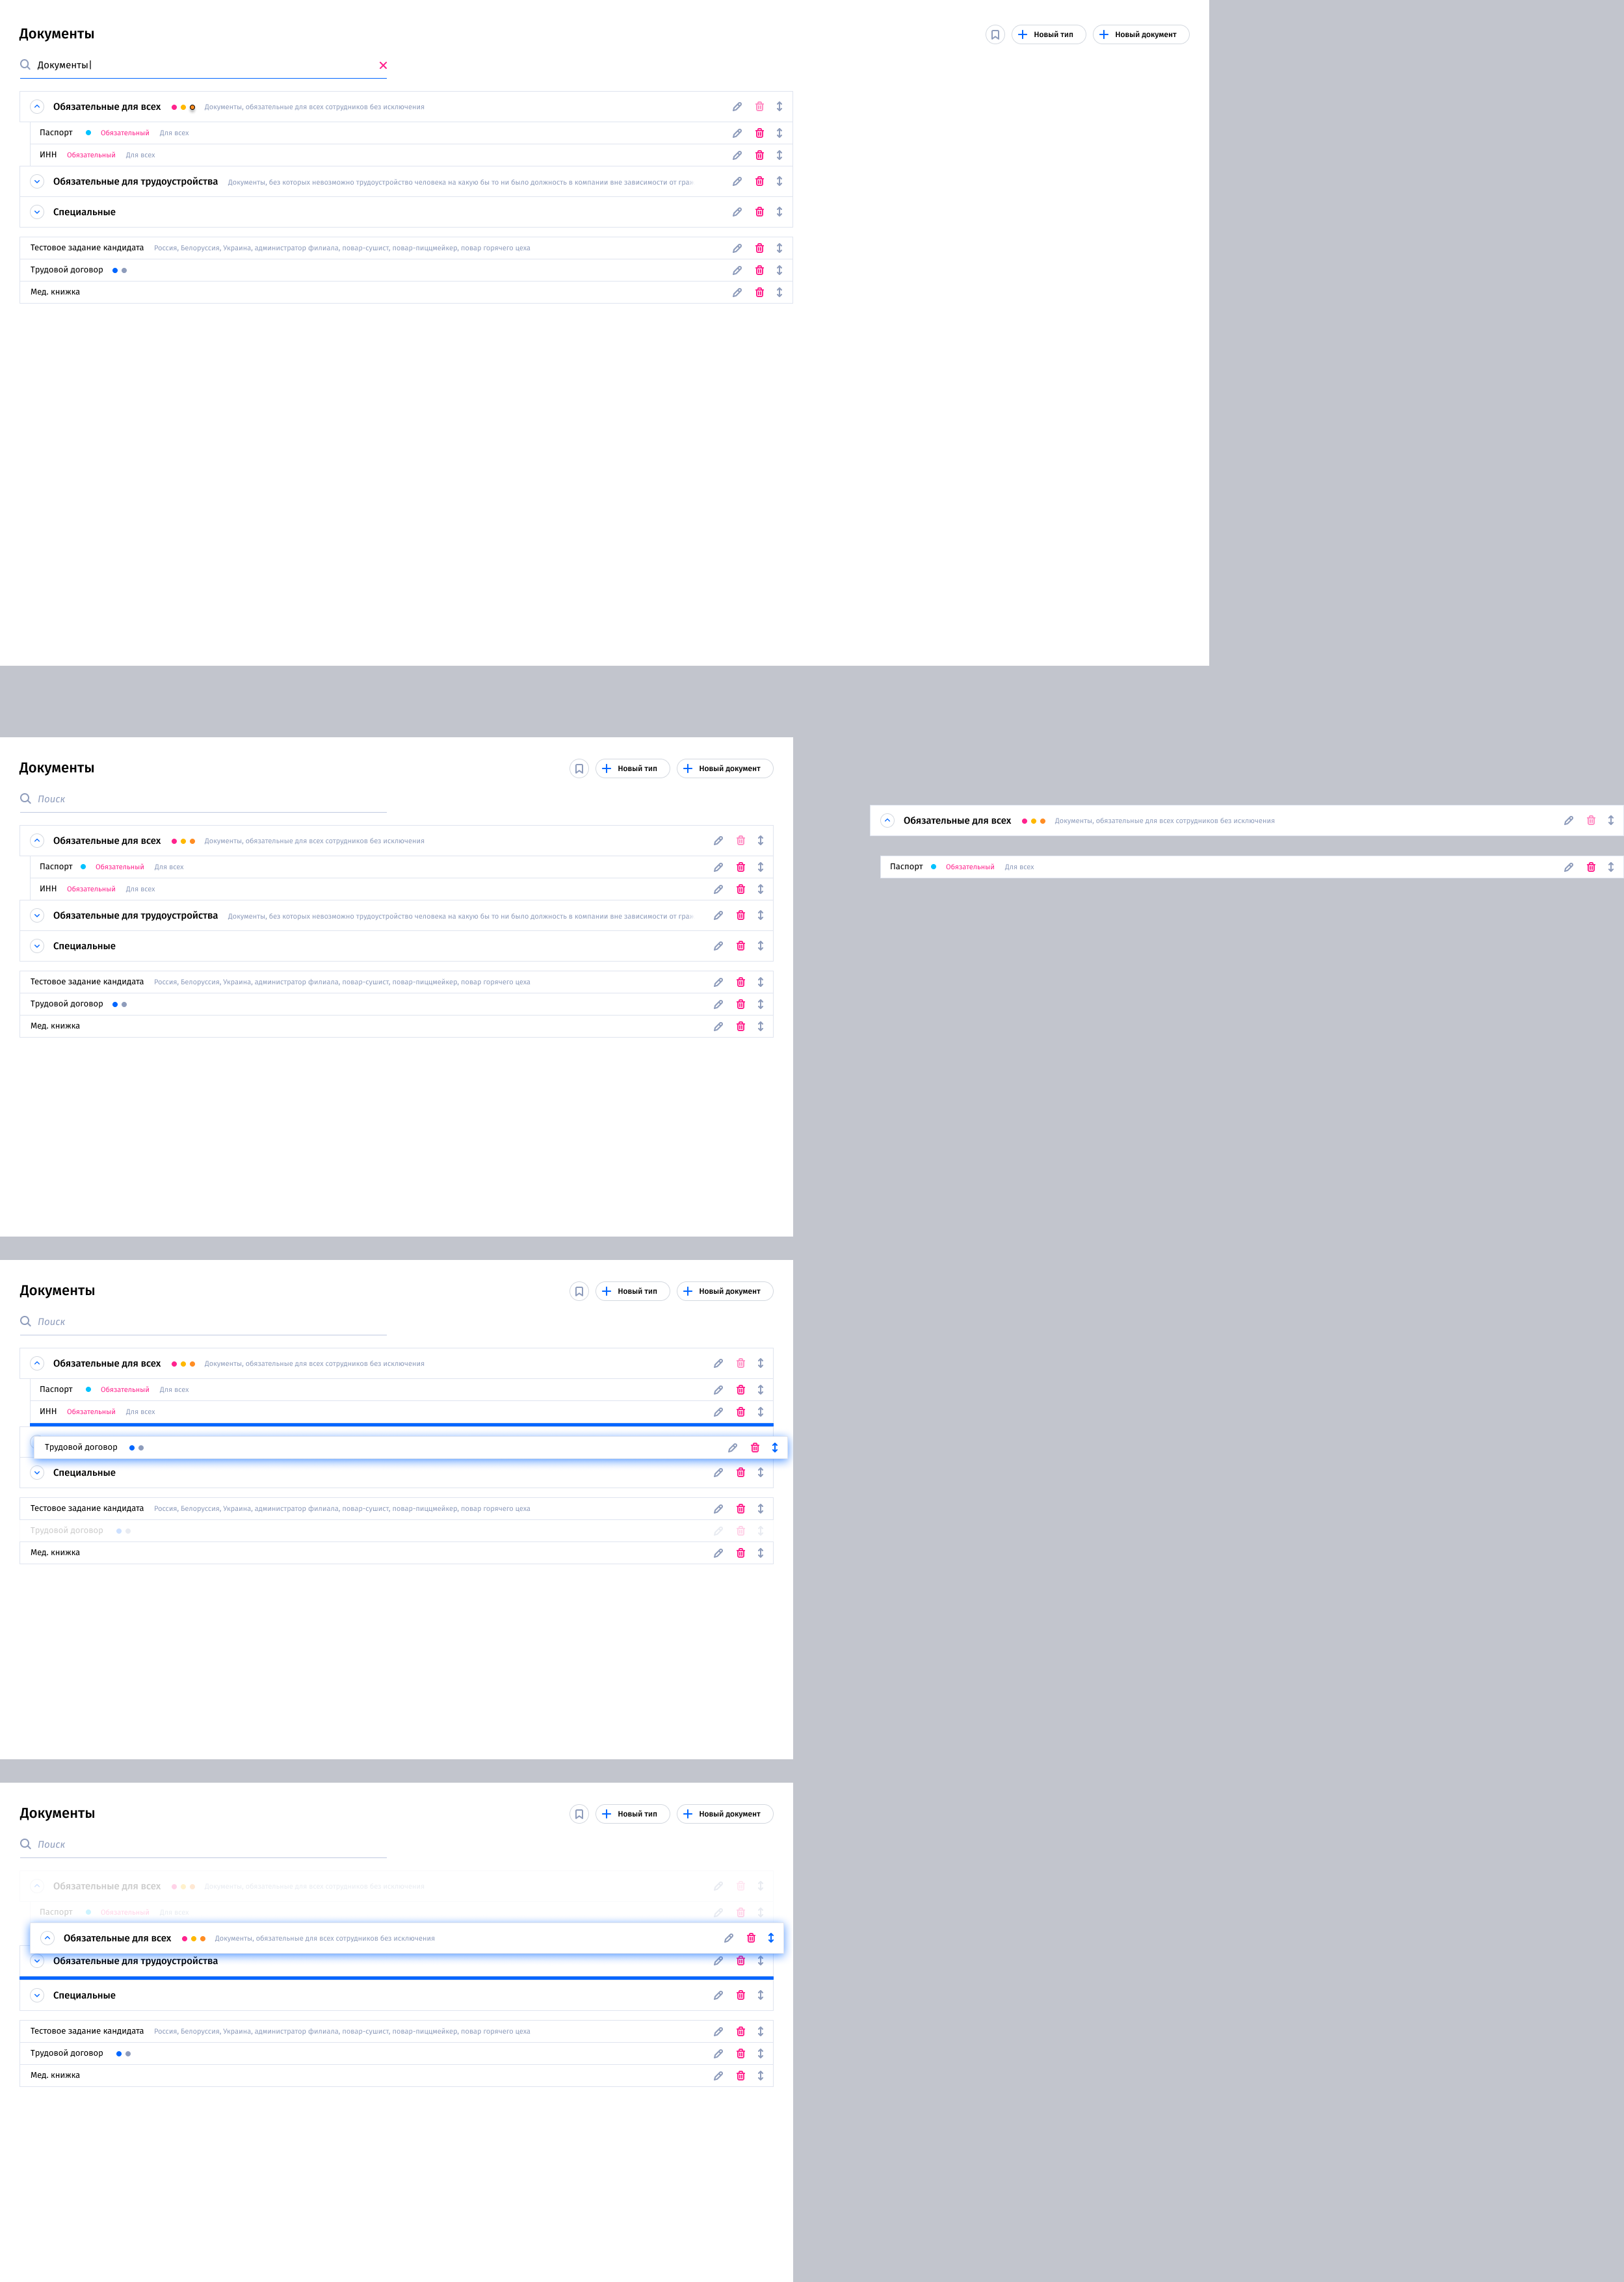 Документы
Новый тип
Новый документ
Документы
Обязательные для всех Документы, обязательные для всех сотрудников без исключения
Паспорт Обязательный Для всех
ИНН Обязательный Для всех
Обязательные для трудоустройства Документы, без которых невозможно трудоустройство человека на какую бы то ни было должность в компании вне зависимости от граж
Специальные
Тестовое задание кандидата Россия, Белоруссия, Украина, администратор филиала, повар-сушист, повар-пиццмейкер, повар горячего цеха
Трудовой договор
Мед. книжка
Документы
Новый тип
Новый документ
Поиск
Обязательные для всех Документы, обязательные для всех сотрудников без исключения
Паспорт Обязательный Для всех
ИНН Обязательный Для всех
Обязательные для трудоустройства Документы, без которых невозможно трудоустройство человека на какую бы то ни было должность в компании вне зависимости от граж
Специальные
Тестовое задание кандидата Россия, Белоруссия, Украина, администратор филиала, повар-сушист, повар-пиццмейкер, повар горячего цеха
Трудовой договор
Мед. книжка
Обязательные для всех Документы, обязательные для всех сотрудников без исключения
Паспорт Обязательный Для всех
Документы
Новый тип
Новый документ
Поиск
Обязательные для всех Документы, обязательные для всех сотрудников без исключения
Паспорт Обязательный Для всех
ИНН Обязательный Для всех
Трудовой договор
Специальные
Тестовое задание кандидата Россия, Белоруссия, Украина, администратор филиала, повар-сушист, повар-пиццмейкер, повар горячего цеха
Трудовой договор
Мед. книжка
Документы
Новый тип
Новый документ
Поиск
Обязательные для всех Документы, обязательные для всех сотрудников без исключения
Паспорт Обязательный Для всех
Обязательные для всех Документы, обязательные для всех сотрудников без исключения
Обязательные для трудоустройства
Специальные
Тестовое задание кандидата Россия, Белоруссия, Украина, администратор филиала, повар-сушист, повар-пиццмейкер, повар горячего цеха
Трудовой договор
Мед. книжка